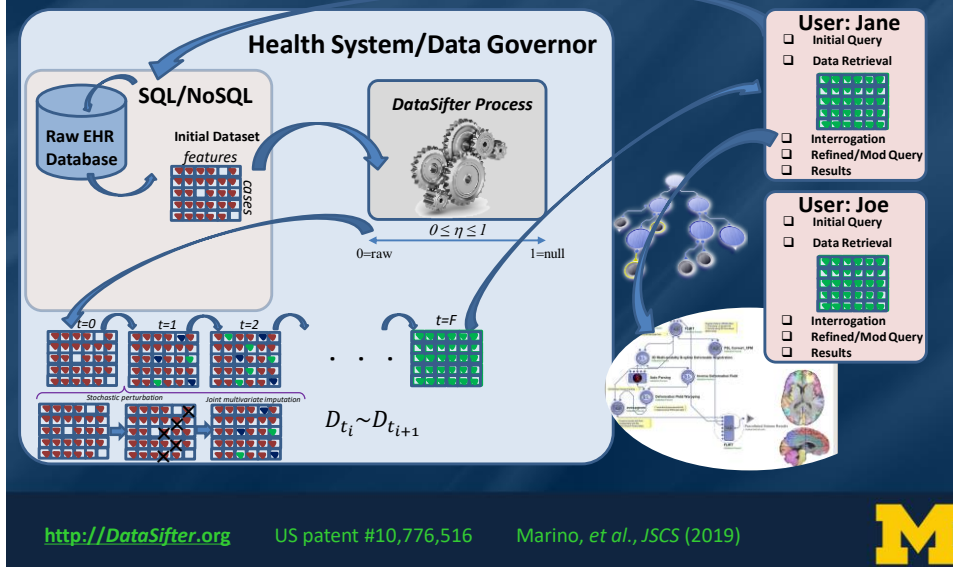 Health System/Data Governor
SQL/NoSQL
Raw EHR
Database
Initial Dataset
features
cases
DataSifter Process
0 ≤ η ≤ 1
0=raw
1=null
t=0
t=1
t=2
. . .
t=F
Stochastic perturbation
Joint multivariate imputation
D_{t_i}~D_{t_{i+1}}
User: Jane
❑ Initial Query
❑ Data Retrieval
❑ Interrogation
❑ Refined/Mod Query
❑ Results
User: Joe
❑ Initial Query
❑ Data Retrieval
❑ Interrogation
❑ Refined/Mod Query
❑ Results
http://DataSifter.org
US patent #10,776,516
Marino, et al., JSCS (2019)
M